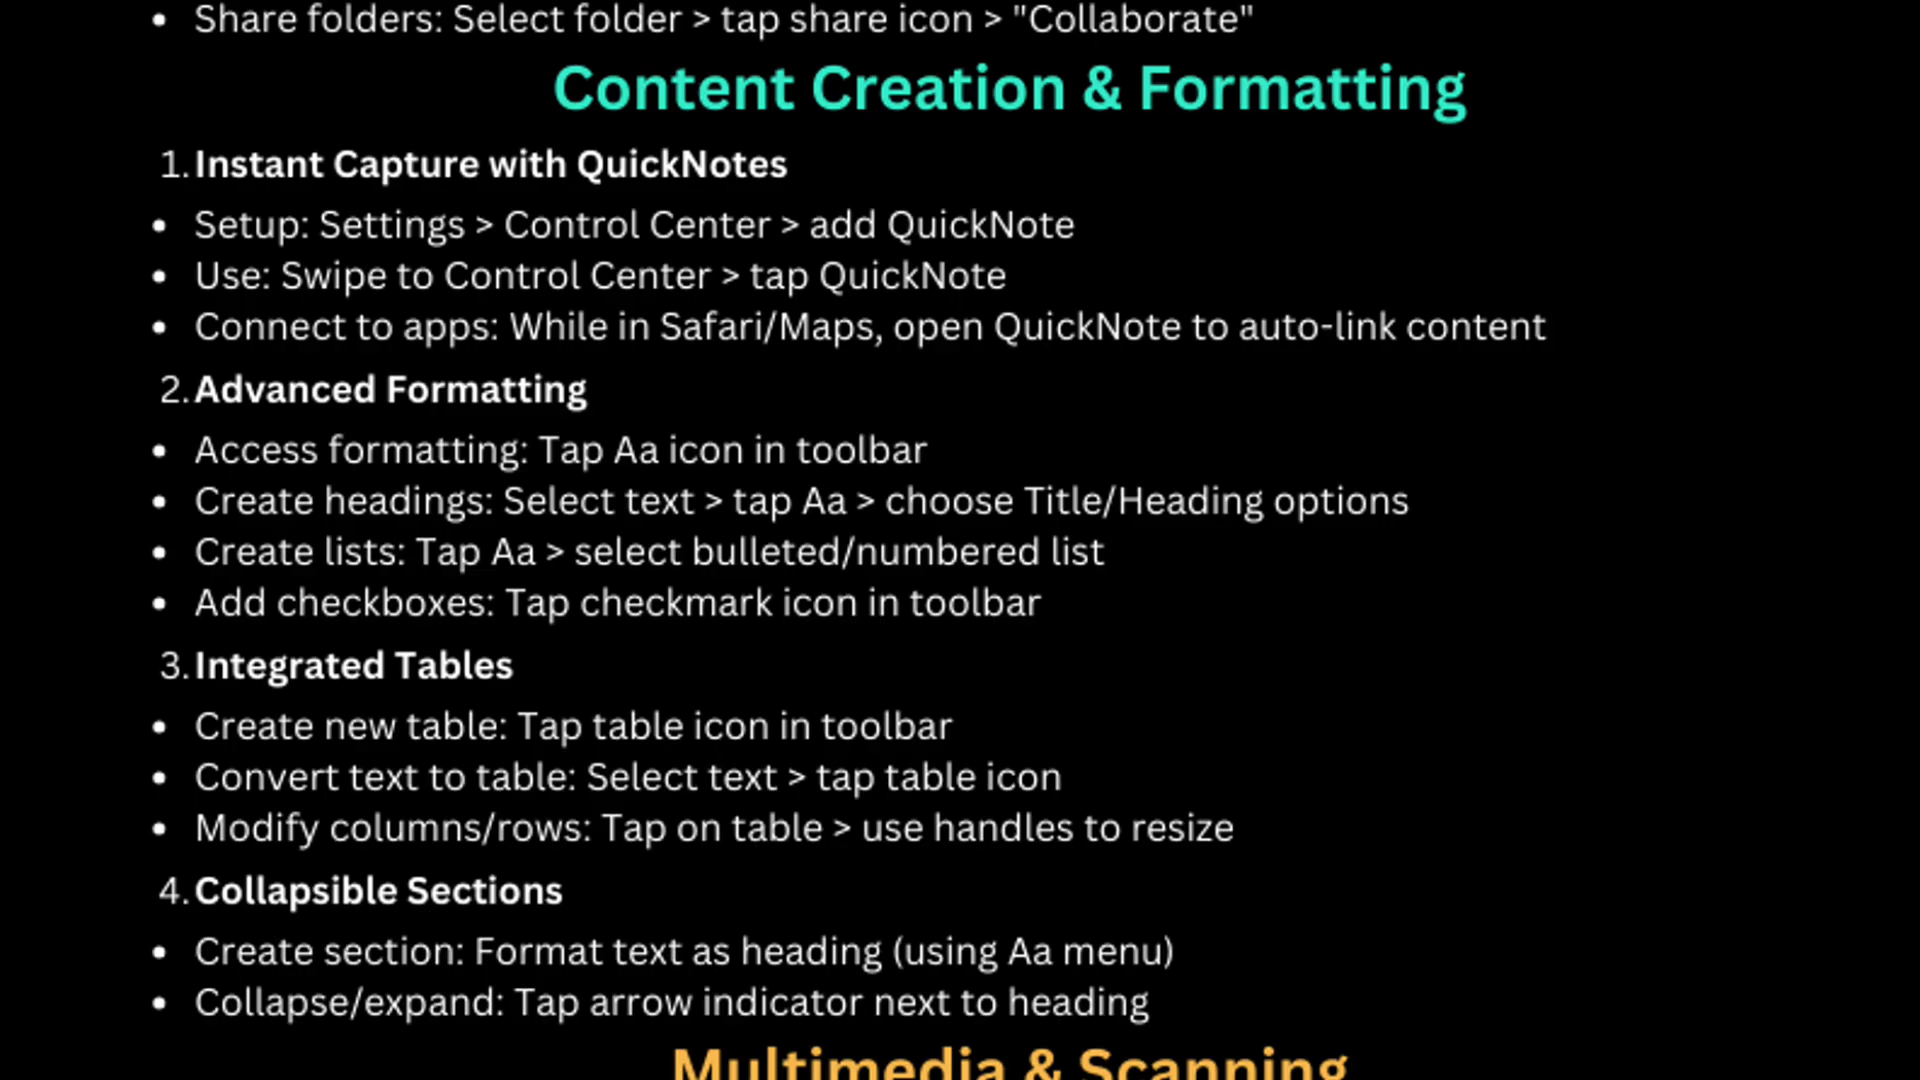 • Share folders: Select folder > tap share icon > "Collaborate"
Content Creation & Formatting
1. Instant Capture with QuickNotes
• Setup: Settings > Control Center > add QuickNote
• Use: Swipe to Control Center > tap QuickNote
• Connect to apps: While in Safari/Maps, open QuickNote to auto-link content
2. Advanced Formatting
• Access formatting: Tap Aa icon in toolbar
• Create headings: Select text > tap Aa > choose Title/Heading options
• Create lists: Tap Aa > select bulleted/numbered list
• Add checkboxes: Tap checkmark icon in toolbar
3. Integrated Tables
• Create new table: Tap table icon in toolbar
• Convert text to table: Select text > tap table icon
• Modify columns/rows: Tap on table > use handles to resize
4. Collapsible Sections
• Create section: Format text as heading (using Aa menu)
• Collapse/expand: Tap arrow indicator next to heading
Multimedia & Scanning